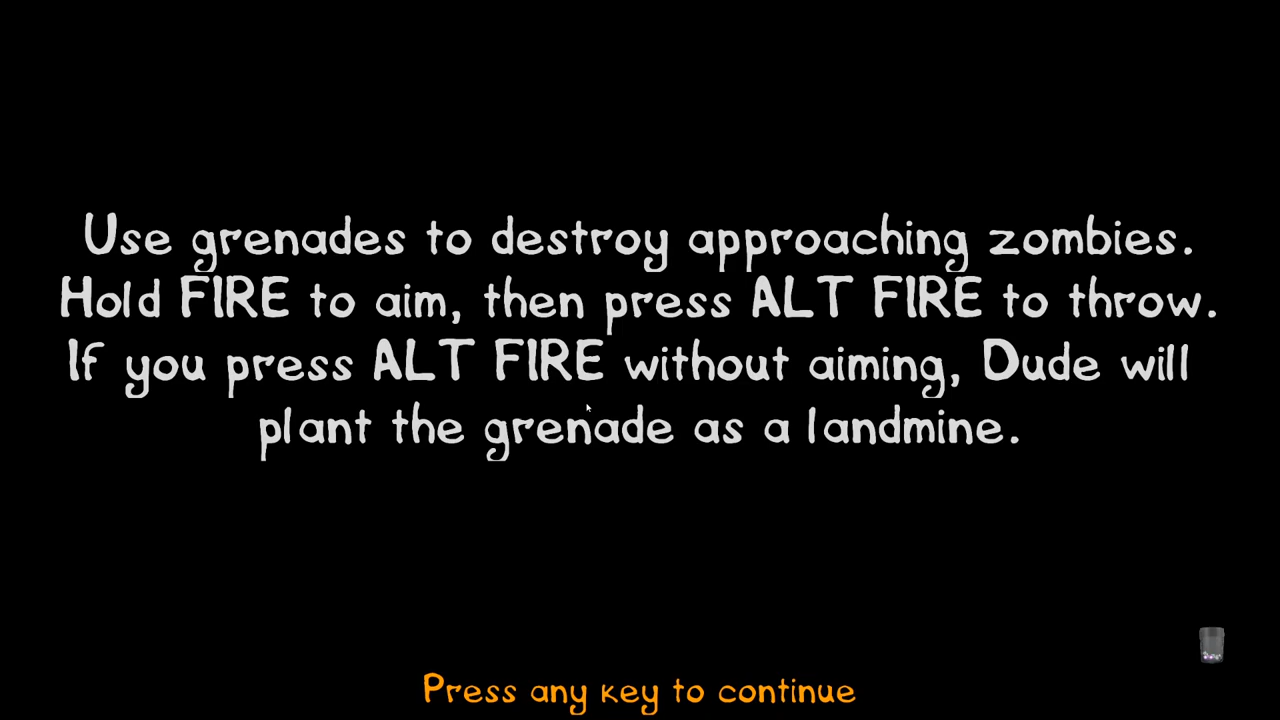 Use grenades to destroy approaching zombies.
Hold FIRE to aim, then press ALT FIRE to throw.
If you press ALT FIRE without aiming, Dude will
plant the grenade as a landmine.
Press any key to continue